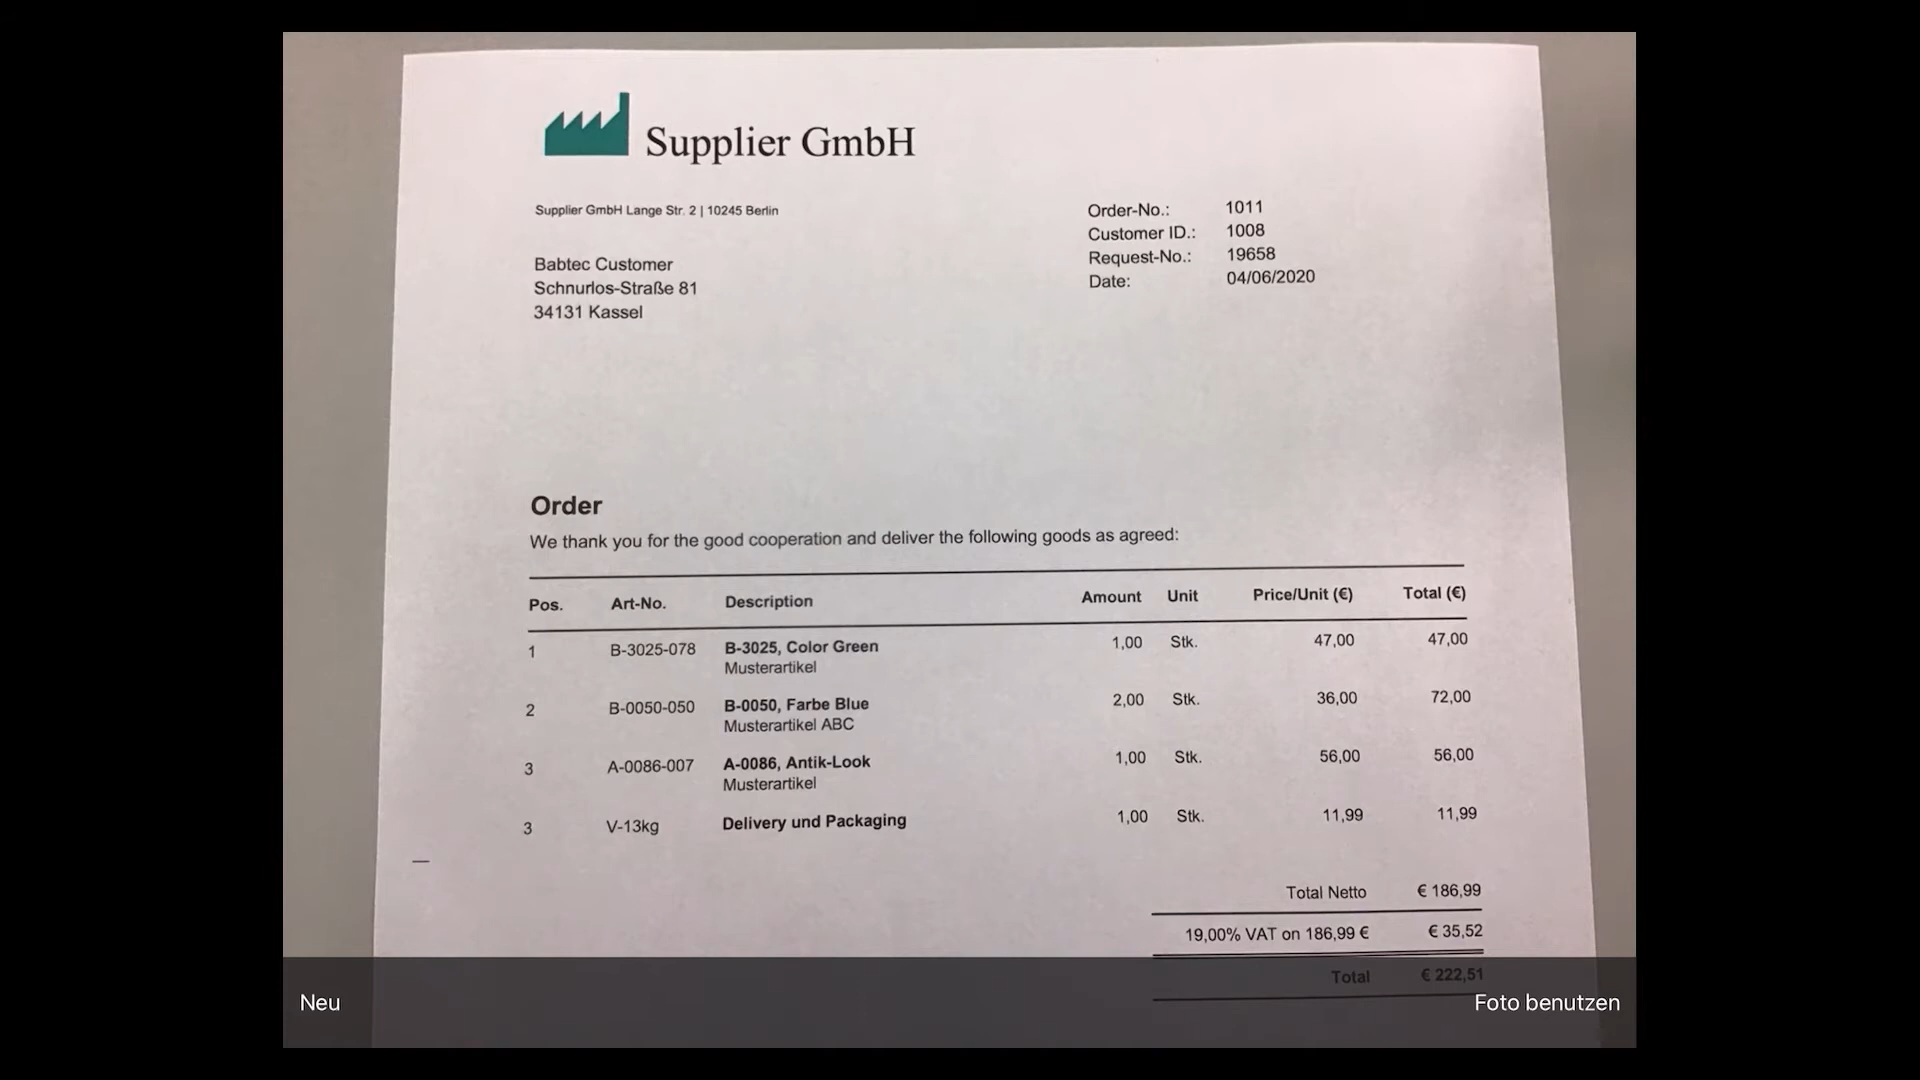 Supplier GmbH
Supplier GmbH Lange Str. 2 | 10245 Berlin
Order-No.: 1011
Customer ID.: 1008
Request-No.: 19658
Date: 04/06/2020
Babtec Customer
Schnurlos-Straße 81
34131 Kassel
Order
We thank you for the good cooperation and deliver the following goods as agreed:
Pos. Art-No. Description Amount Unit Price/Unit (€) Total (€)
1 B-3025-078 B-3025, Color Green 1,00 Stk. 47,00 47,00
Musterartikel
2 B-0050-050 B-0050, Farbe Blue 2,00 Stk. 36,00 72,00
Musterartikel ABC
3 A-0086-007 A-0086, Antik-Look 1,00 Stk. 56,00 56,00
Musterartikel
3 V-13kg Delivery und Packaging 1,00 Stk. 11,99 11,99
Total Netto € 186,99
19,00% VAT on 186,99 € € 35,52
Total € 222,51
Neu Foto benutzen